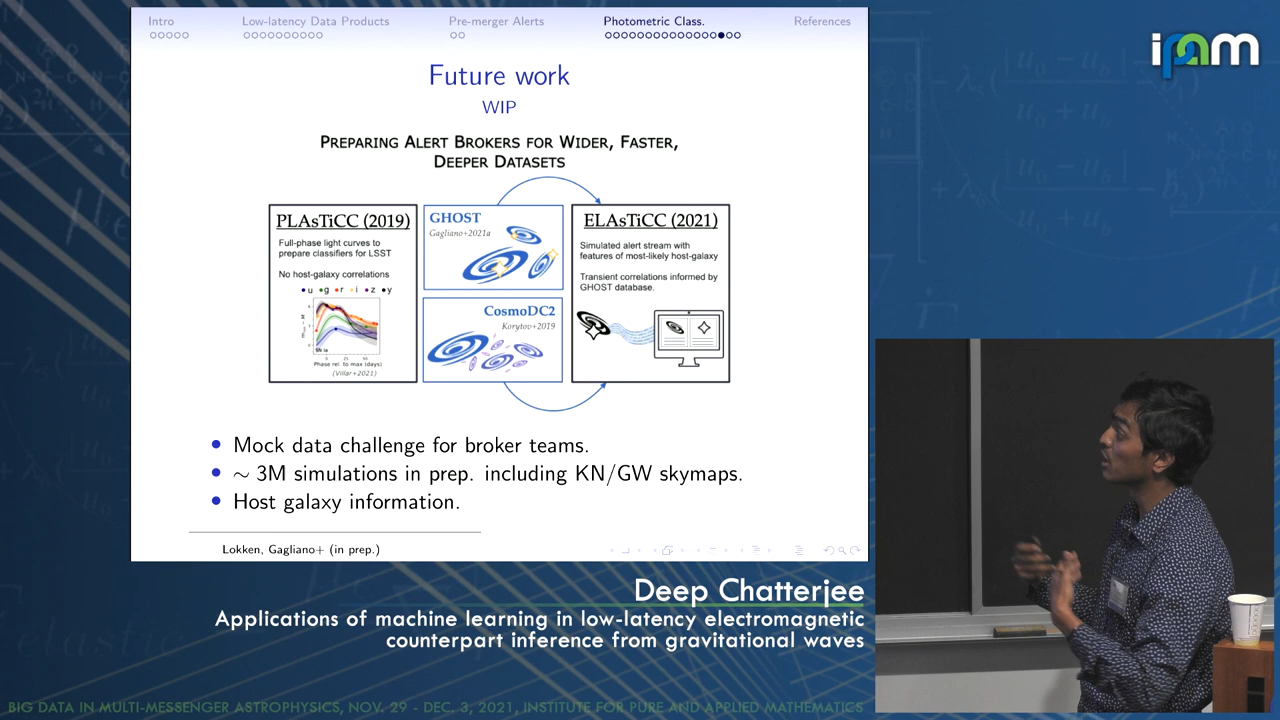 Intro
Low-latency Data Products
Pre-merger Alerts
Photometric Class.
References
ipam
Future work
WIP
PREPARING ALERT BROKERS FOR WIDER, FASTER,
DEEPER DATASETS
PLAsTiCC (2019)
Full-phase light curves to
prepare classifiers for LSST
No host-galaxy correlations
u g r i z y
SN Ia
0 25 50
Phase rel. to max (days)
(Villar+2021)
GHOST
Gagliano+2021a
CosmoDC2
Korytov+2019
ELAsTiCC (2021)
Simulated alert stream with
features of most-likely host-galaxy
Transient correlations informed by
GHOST database.
• Mock data challenge for broker teams.
• ~ 3M simulations in prep. including KN/GW skymaps.
• Host galaxy information.
Lokken, Gagliano+ (in prep.)
Deep Chatterjee
Applications of machine learning in low-latency electromagnetic
counterpart inference from gravitational waves
BIG DATA IN MULTI-MESSENGER ASTROPHYSICS, NOV. 29 - DEC. 3, 2021, INSTITUTE FOR PURE AND APPLIED MATHEMATICS